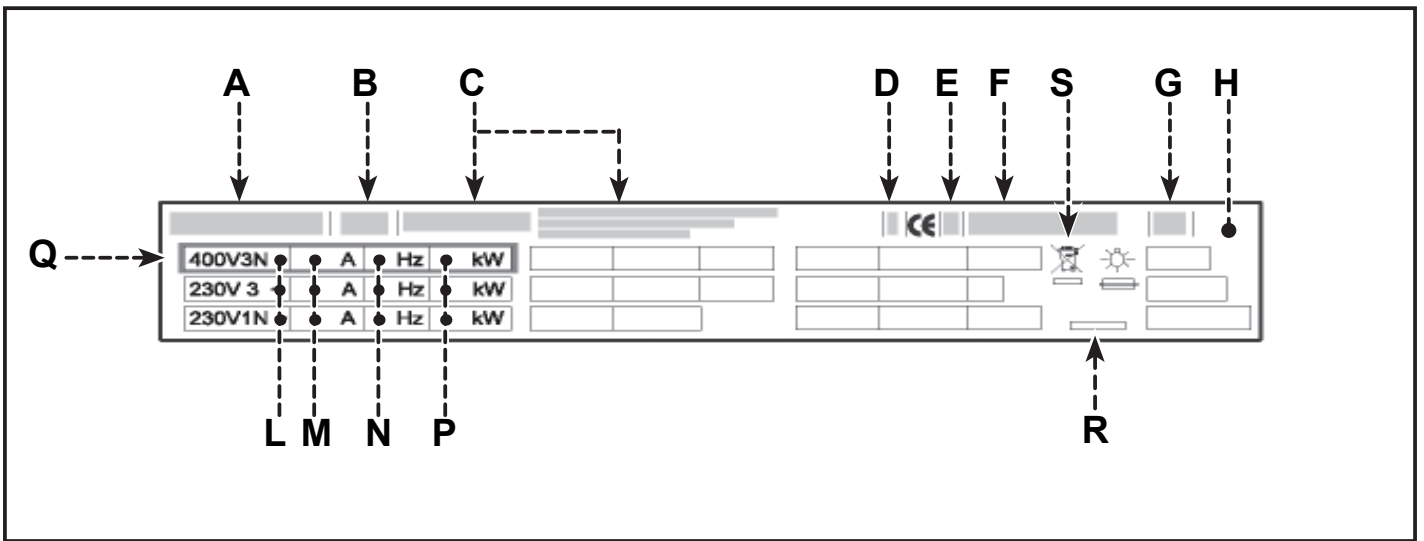 A B C D E F S G H
CE
Q 400V3N A Hz kW
230V 3 A Hz kW
230V1N A Hz kW
L M N P R